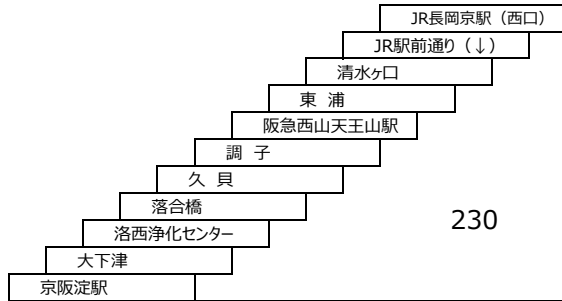 JR長岡京駅（西口）
JR駅前通り（↓）
清水ヶ口
東 浦
阪急西山天王山駅
調 子
久 貝
落合橋
洛西浄化センター
230
大下津
京阪淀駅